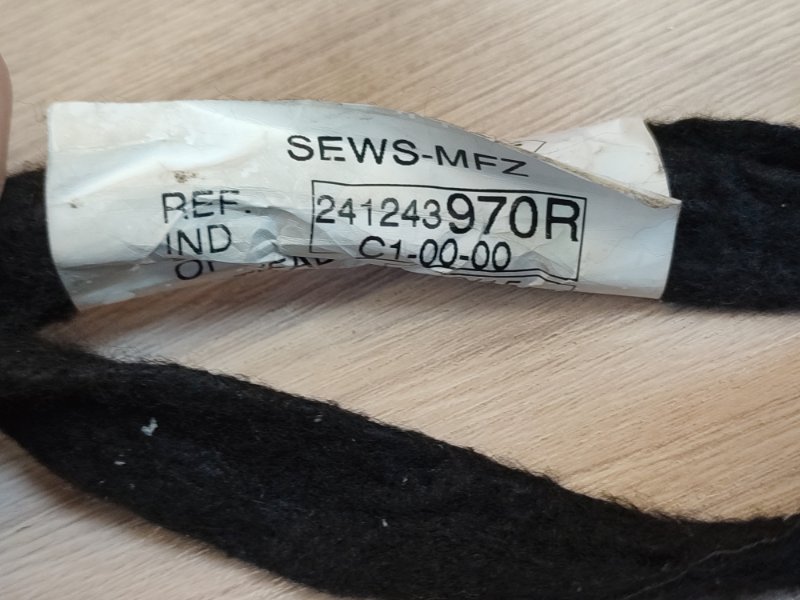 SEWS-MFZ
REF. 241243970R
IND C1-00-00